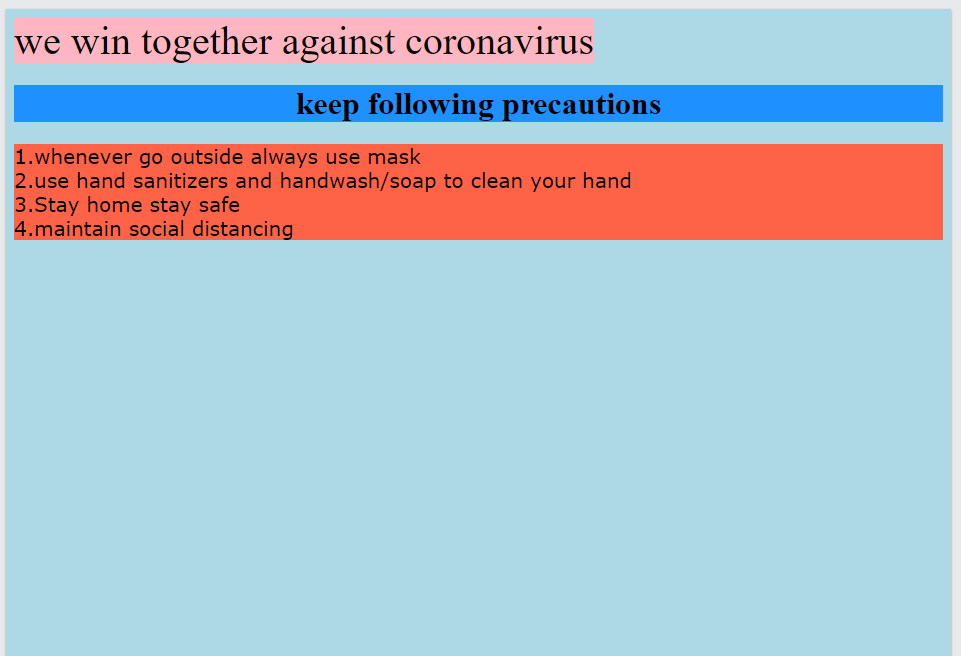 we win together against coronavirus
keep following precautions
1.whenever go outside always use mask
2.use hand sanitizers and handwash/soap to clean your hand
3.Stay home stay safe
4.maintain social distancing